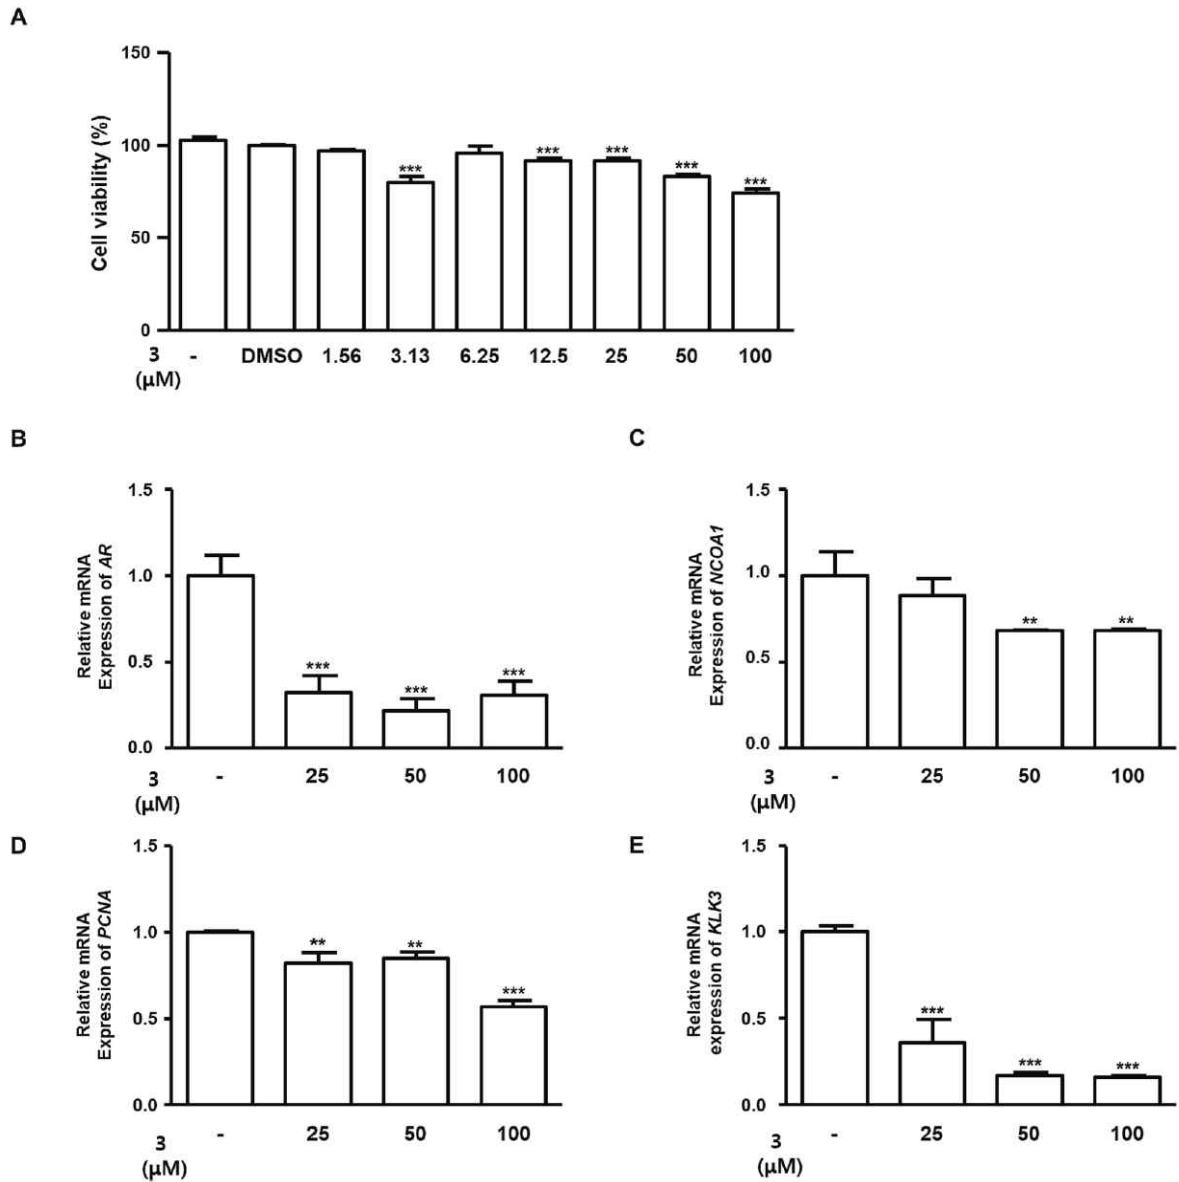 A
Cell viability (%)
150
100
50
0
*** *** *** *** ***
3 - DMSO 1.56 3.13 6.25 12.5 25 50 100
(μM)
B
Relative mRNA
Expression of AR
1.5
1.0
0.5
0.0
*** *** ***
3 - 25 50 100
(μM)
C
Relative mRNA
Expression of NCOA1
1.5
1.0
0.5
0.0
** **
3 - 25 50 100
(μM)
D
Relative mRNA
Expression of PCNA
1.5
1.0
0.5
0.0
** ** ***
3 - 25 50 100
(μM)
E
Relative mRNA
expression of KLK3
1.5
1.0
0.5
0.0
*** *** ***
3 - 25 50 100
(μM)